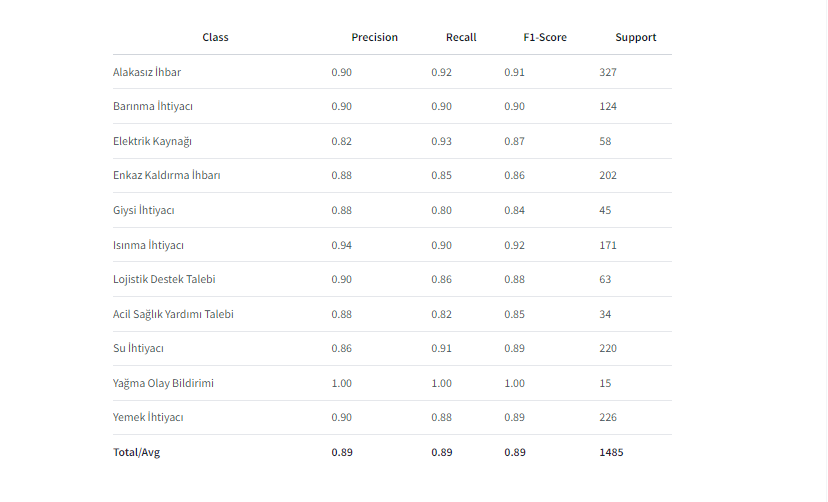 Class Precision Recall F1-Score Support
Alakasız İhbar 0.90 0.92 0.91 327
Barınma İhtiyacı 0.90 0.90 0.90 124
Elektrik Kaynağı 0.82 0.93 0.87 58
Enkaz Kaldırma İhbarı 0.88 0.85 0.86 202
Giysi İhtiyacı 0.88 0.80 0.84 45
Isınma İhtiyacı 0.94 0.90 0.92 171
Lojistik Destek Talebi 0.90 0.86 0.88 63
Acil Sağlık Yardımı Talebi 0.88 0.82 0.85 34
Su İhtiyacı 0.86 0.91 0.89 220
Yağma Olay Bildirimi 1.00 1.00 1.00 15
Yemek İhtiyacı 0.90 0.88 0.89 226
Total/Avg 0.89 0.89 0.89 1485